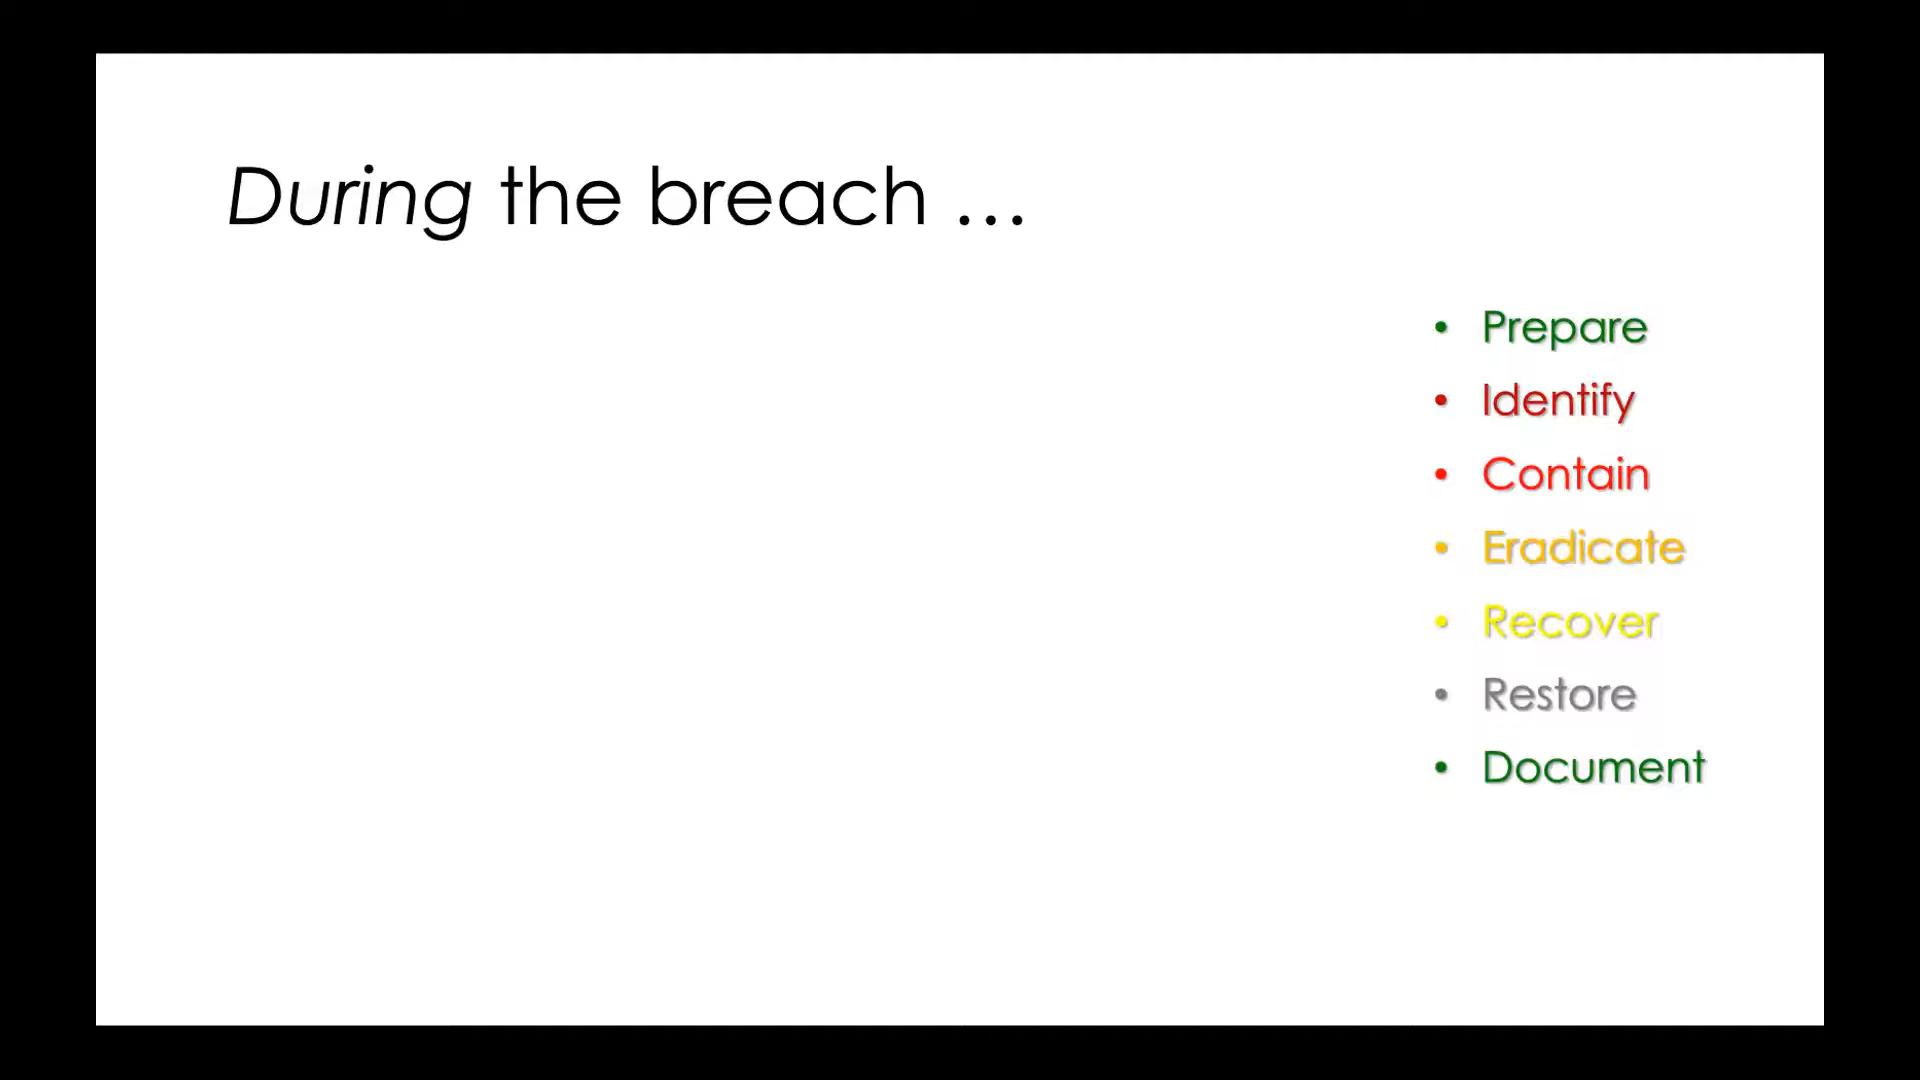 During the breach …
• Prepare
• Identify
• Contain
• Eradicate
• Recover
• Restore
• Document